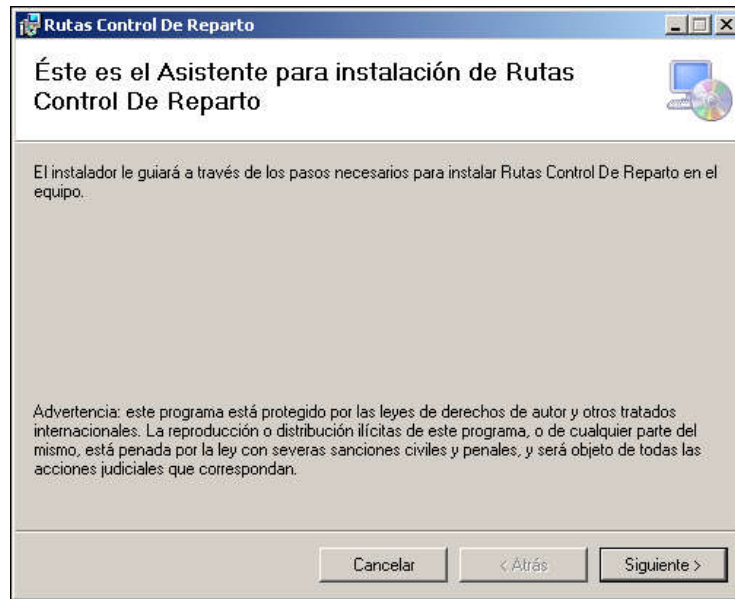 Rutas Control De Reparto
Éste es el Asistente para instalación de Rutas
Control De Reparto
El instalador le guiará a través de los pasos necesarios para instalar Rutas Control De Reparto en el
equipo.
Advertencia: este programa está protegido por las leyes de derechos de autor y otros tratados
internacionales. La reproducción o distribución ilícitas de este programa, o de cualquier parte del
mismo, está penada por la ley con severas sanciones civiles y penales, y será objeto de todas las
acciones judiciales que correspondan.
Cancelar < Atrás Siguiente >